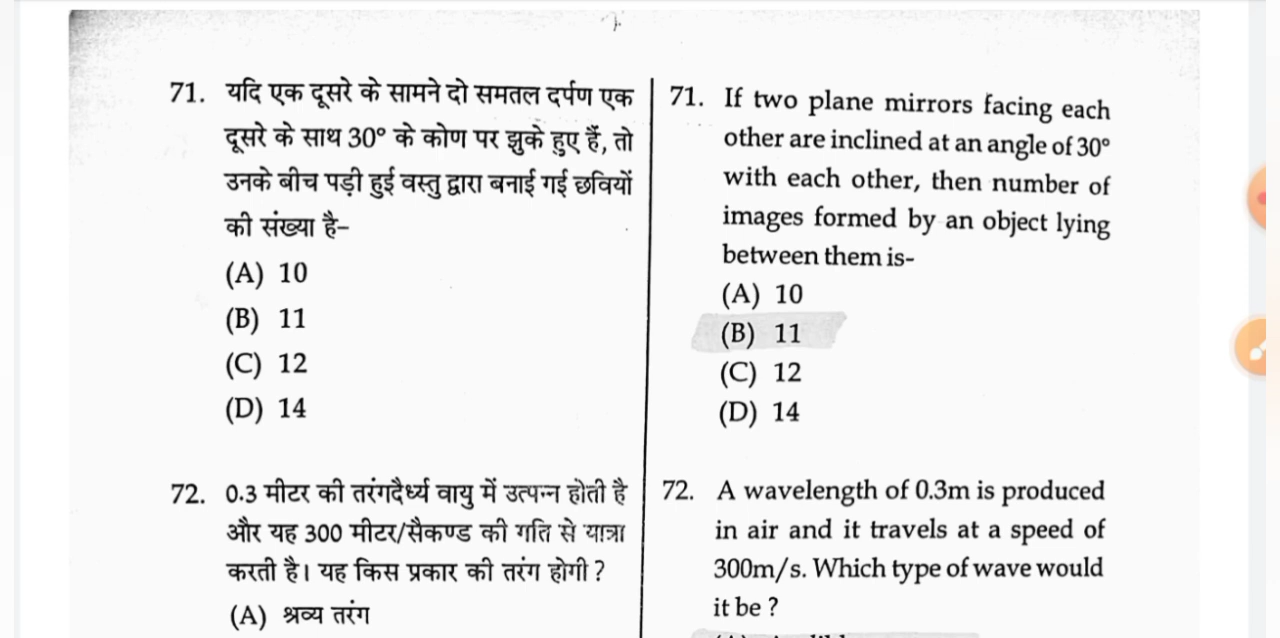 71. यदि एक दूसरे के सामने दो समतल दर्पण एक
दूसरे के साथ 30° के कोण पर झुके हुए हैं, तो
उनके बीच पड़ी हुई वस्तु द्वारा बनाई गई छवियों
की संख्या है-
(A) 10
(B) 11
(C) 12
(D) 14
72. 0.3 मीटर की तरंगदैर्ध्य वायु में उत्पन्न होती है
और यह 300 मीटर/सैकण्ड की गति से यात्रा
करती है। यह किस प्रकार की तरंग होगी ?
(A) श्रव्य तरंग
71. If two plane mirrors facing each
other are inclined at an angle of 30°
with each other, then number of
images formed by an object lying
between them is-
(A) 10
(B) 11
(C) 12
(D) 14
72. A wavelength of 0.3m is produced
in air and it travels at a speed of
300m/s. Which type of wave would
it be ?